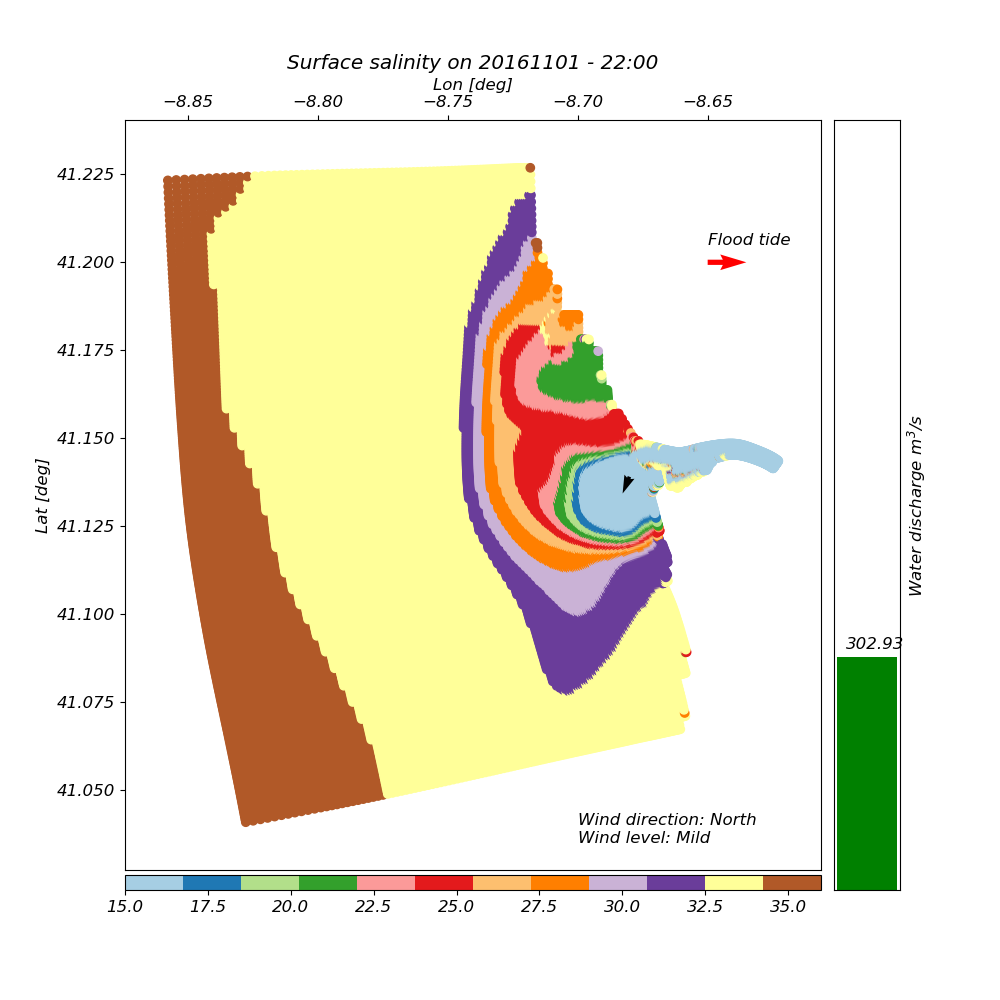 Surface salinity on 20161101 - 22:00
Lon [deg]
−8.85 −8.80 −8.75 −8.70 −8.65
41.225
41.200
41.175
41.150
41.125
41.100
41.075
41.050
Lat [deg]
Flood tide
Wind direction: North
Wind level: Mild
302.93
Water discharge m³/s
15.0 17.5 20.0 22.5 25.0 27.5 30.0 32.5 35.0